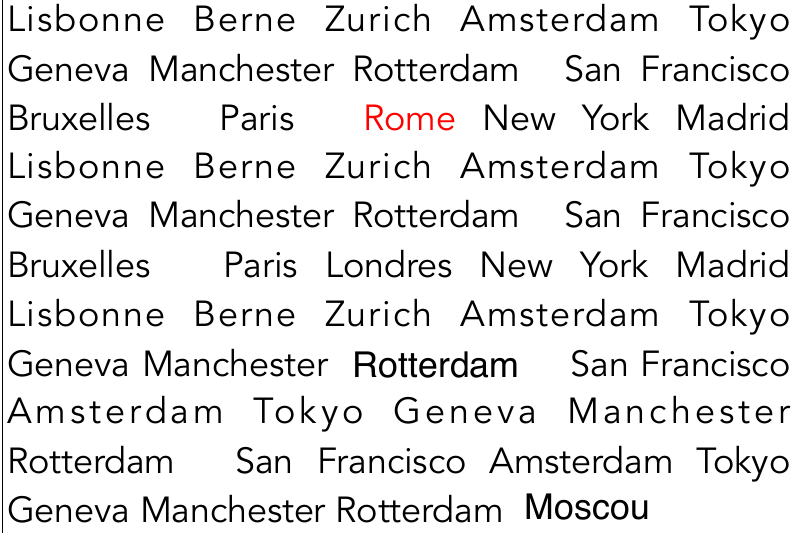 Lisbonne Berne Zurich Amsterdam Tokyo
Geneva Manchester Rotterdam San Francisco
Bruxelles Paris Rome New York Madrid
Lisbonne Berne Zurich Amsterdam Tokyo
Geneva Manchester Rotterdam San Francisco
Bruxelles Paris Londres New York Madrid
Lisbonne Berne Zurich Amsterdam Tokyo
Geneva Manchester Rotterdam San Francisco
Amsterdam Tokyo Geneva Manchester
Rotterdam San Francisco Amsterdam Tokyo
Geneva Manchester Rotterdam Moscou